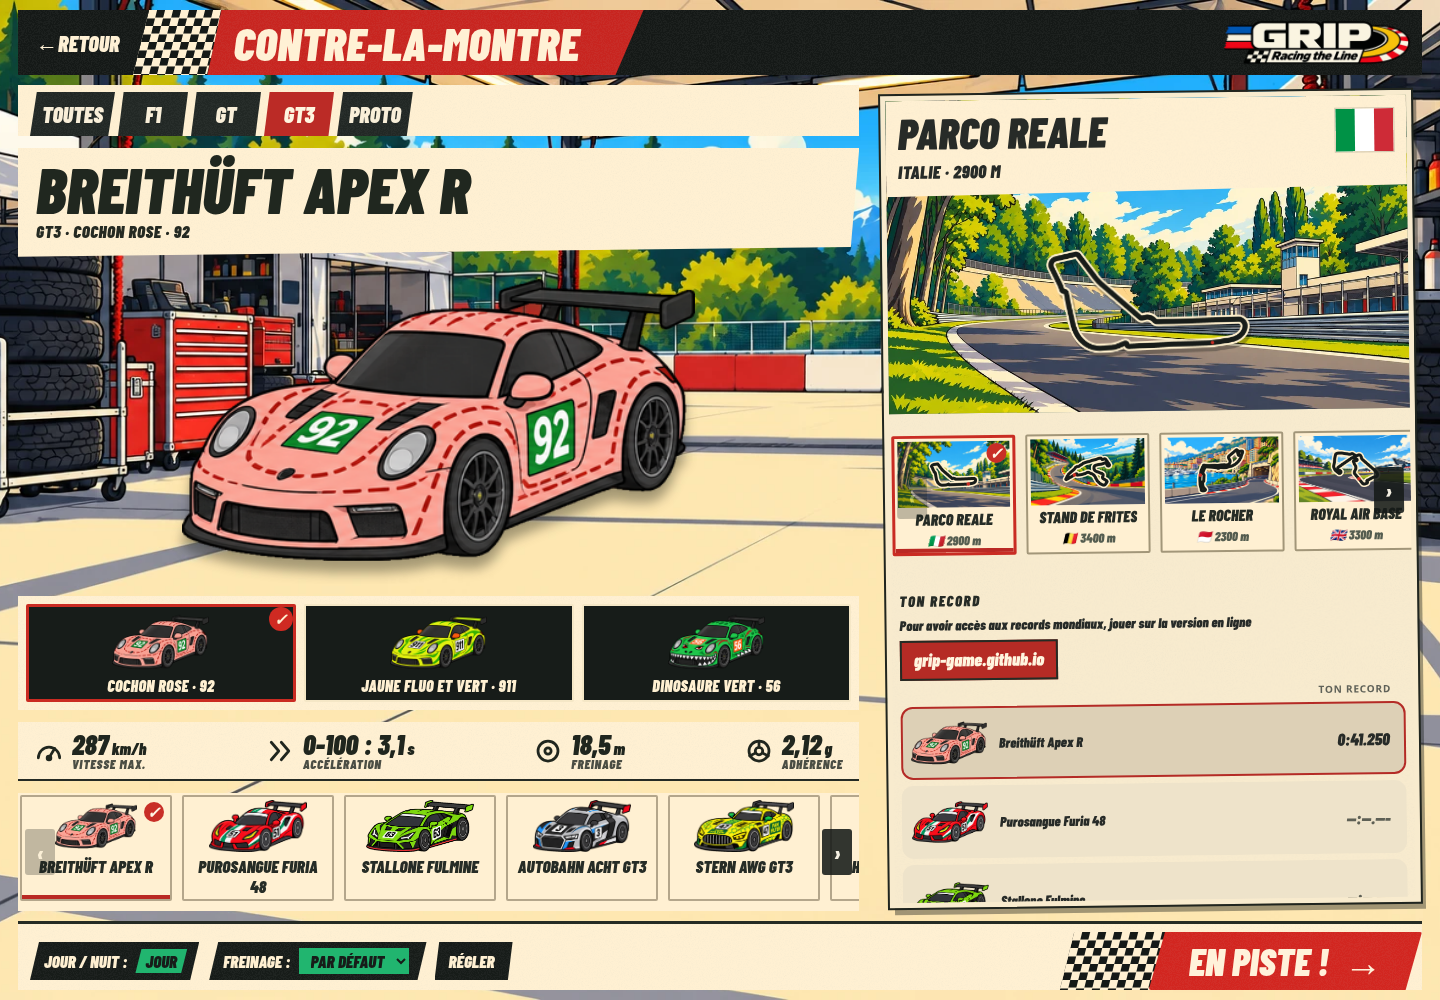 ← RETOUR
CONTRE-LA-MONTRE
GRIP
Racing the Line
TOUTES
F1
GT
GT3
PROTO
BREITHÜFT APEX R
GT3 · COCHON ROSE · 92
92
92
COCHON ROSE · 92
JAUNE FLUO ET VERT · 911
DINOSAURE VERT · 56
287 km/h
VITESSE MAX.
0-100 : 3,1 s
ACCÉLÉRATION
18,5 m
FREINAGE
2,12 g
ADHÉRENCE
BREITHÜFT APEX R
PUROSANGUE FURIA
48
STALLONE FULMINE
AUTOBAHN ACHT GT3
STERN AWG GT3
PARCO REALE
ITALIE · 2900 M
PARCO REALE
2900 m
STAND DE FRITES
3400 m
LE ROCHER
2300 m
ROYAL AIR BASE
3300 m
TON RECORD
Pour avoir accès aux records mondiaux, jouer sur la version en ligne
grip-game.github.io
TON RECORD
Breithüft Apex R
0:41.250
Purosangue Furia 48
–:–.–––
Stallone Fulmine
JOUR / NUIT :
JOUR
FREINAGE :
PAR DÉFAUT
RÉGLER
EN PISTE ! →